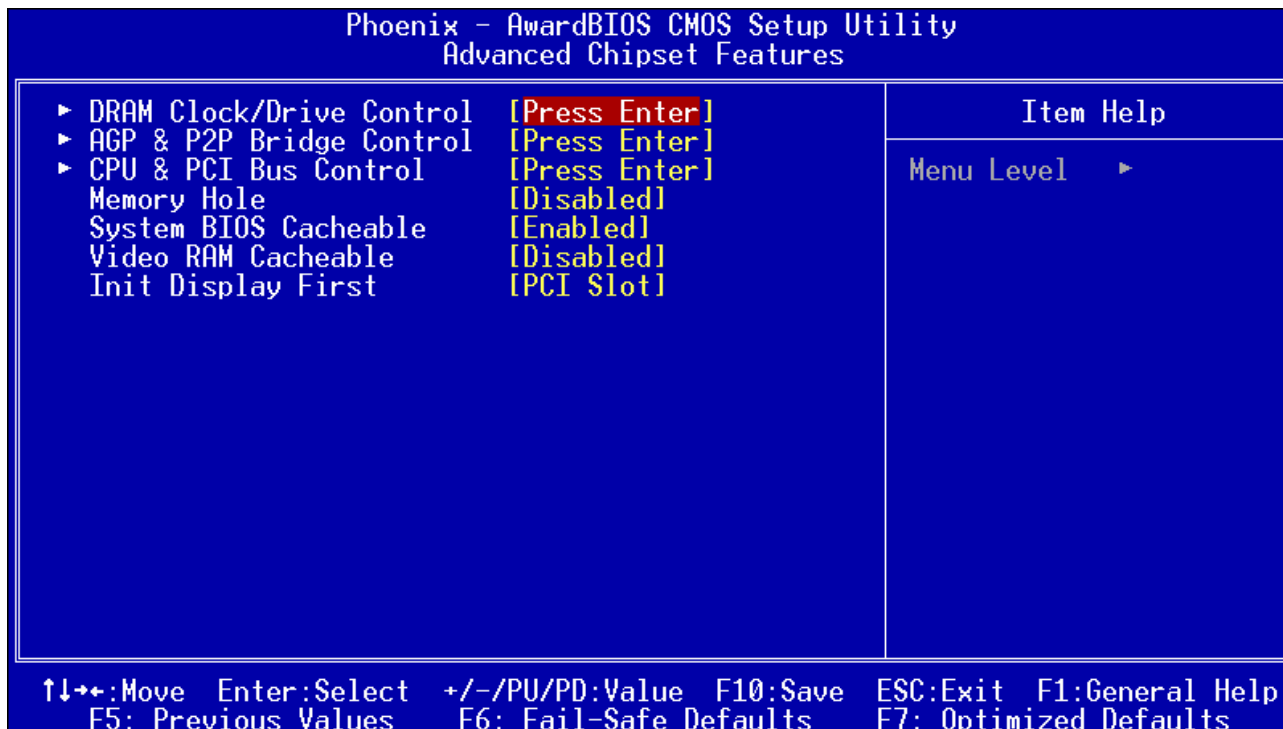 Phoenix - AwardBIOS CMOS Setup Utility
Advanced Chipset Features
► DRAM Clock/Drive Control [Press Enter]
► AGP & P2P Bridge Control [Press Enter]
► CPU & PCI Bus Control [Press Enter]
Memory Hole [Disabled]
System BIOS Cacheable [Enabled]
Video RAM Cacheable [Disabled]
Init Display First [PCI Slot]
Item Help
Menu Level ►
↑↓→←:Move Enter:Select +/-/PU/PD:Value F10:Save ESC:Exit F1:General Help
F5: Previous Values F6: Fail-Safe Defaults F7: Optimized Defaults